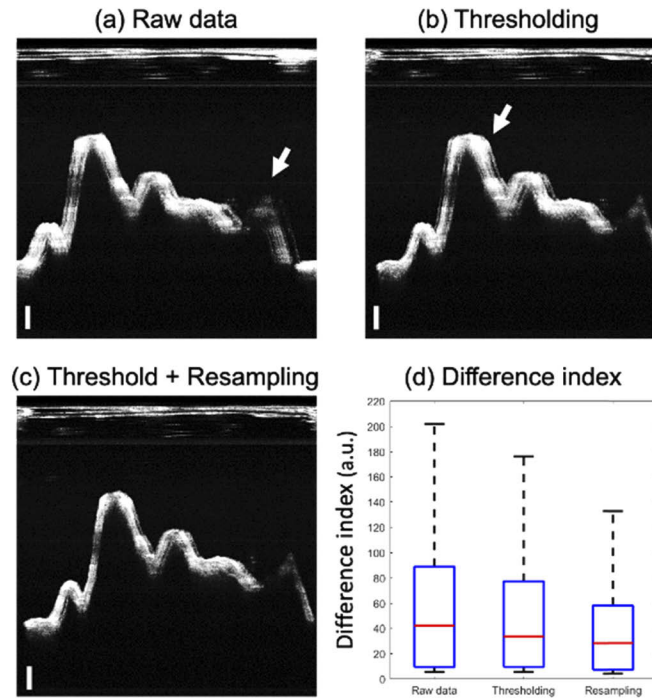 (a) Raw data
(b) Thresholding
(c) Threshold + Resampling
(d) Difference index
Difference index (a.u.)
220
200
180
160
140
120
100
80
60
40
20
0
Raw data
Thresholding
Resampling